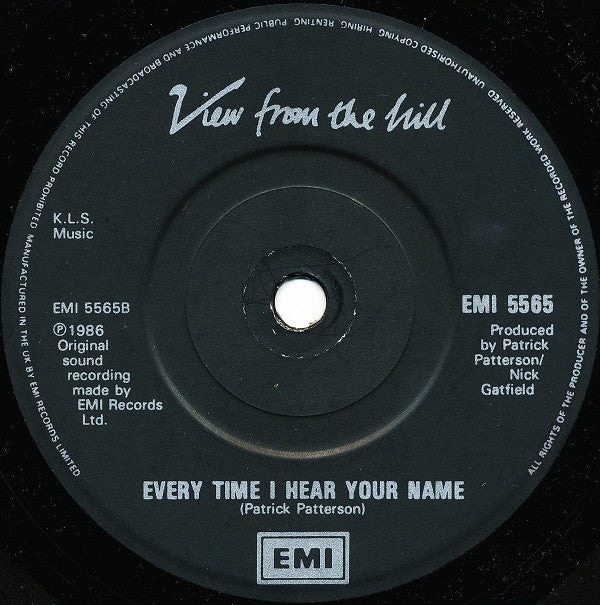 ALL RIGHTS OF THE PRODUCER AND OF THE OWNER OF THE RECORDED WORK RESERVED UNAUTHORISED COPYING HIRING, RENTING, PUBLIC PERFORMANCE AND BROADCASTING OF THIS RECORD PROHIBITED MANUFACTURED IN THE UK BY EMI RECORDS LIMITED
View from the hill
K.L.S.
Music
EMI 5565B
℗1986
Original
sound
recording
made by
EMI Records
Ltd.
EMI 5565
Produced
by Patrick
Patterson/
Nick
Gatfield
EVERY TIME I HEAR YOUR NAME
(Patrick Patterson)
EMI